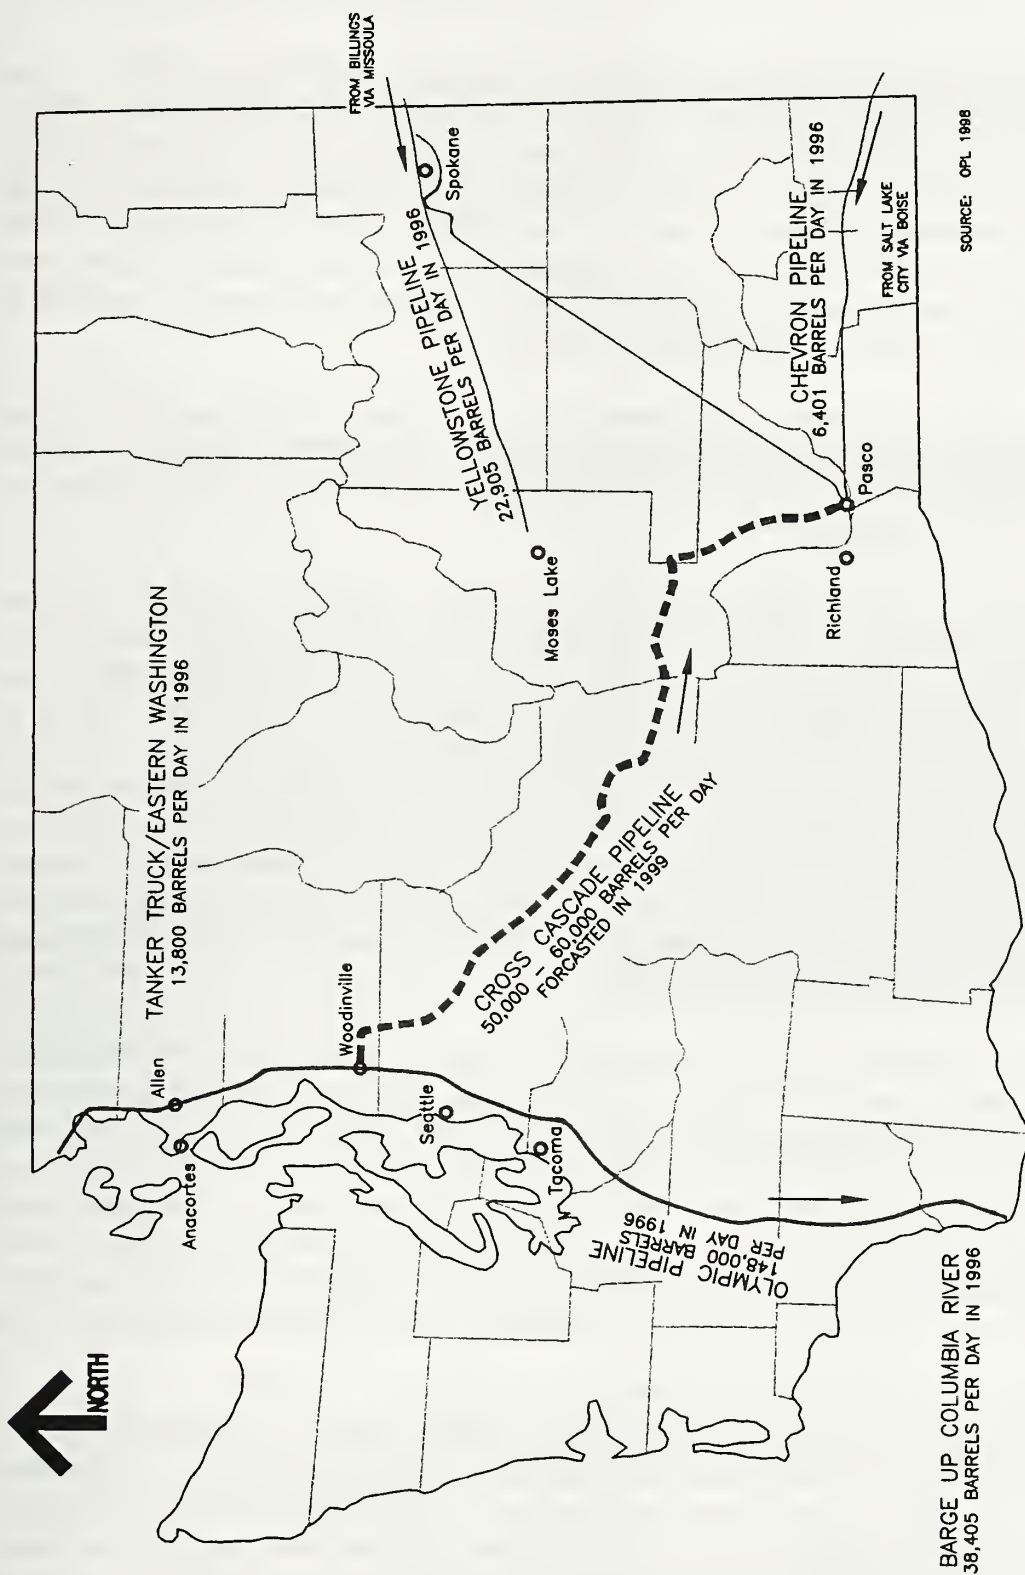 NORTH
TANKER TRUCK/EASTERN WASHINGTON
13,800 BARRELS PER DAY IN 1996
FROM BILLINGS
VIA MISSOULA
Allen
Anacortes
Woodinville
Seattle
Tacoma
Spokane
YELLOWSTONE PIPELINE
22,905 BARRELS PER DAY IN 1996
Moses Lake
CROSS CASCADE PIPELINE
50,000 - 60,000 BARRELS PER DAY
FORCASTED IN 1999
OLYMPIC PIPELINE
148,000 BARRELS
PER DAY IN 1996
Richland
Pasco
CHEVRON PIPELINE
6,401 BARRELS PER DAY IN 1996
FROM SALT LAKE
CITY VIA BOISE
BARGE UP COLUMBIA RIVER
38,405 BARRELS PER DAY IN 1996
SOURCE: OPL 1998